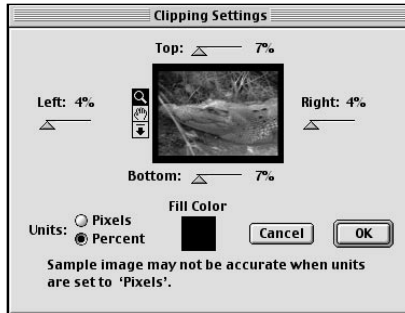 Clipping Settings
Top: 7%
Left: 4%
Right: 4%
Bottom: 7%
Fill Color
Units: Pixels
Percent
Cancel
OK
Sample image may not be accurate when units
are set to 'Pixels'.